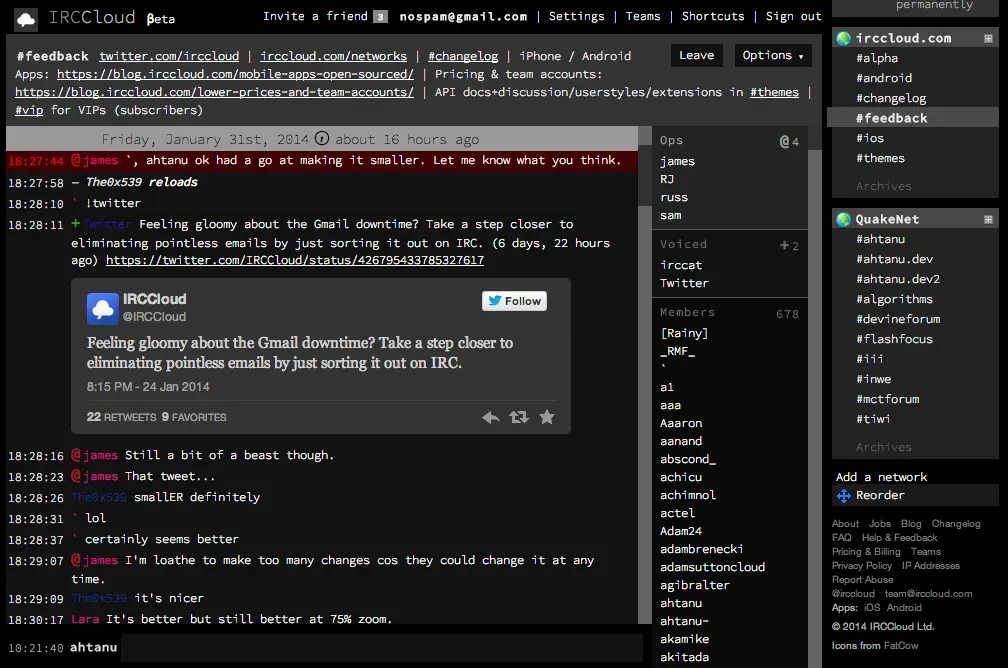 IRCCloud βeta
Invite a friend 3 nospam@gmail.com | Settings | Teams | Shortcuts | Sign out
#feedback twitter.com/irccloud | irccloud.com/networks | #changelog | iPhone / Android
Apps: https://blog.irccloud.com/mobile-apps-open-sourced/ | Pricing & team accounts:
https://blog.irccloud.com/lower-prices-and-team-accounts/ | API docs+discussion/userstyles/extensions in #themes |
#vip for VIPs (subscribers)
Leave
Options ▾
Friday, January 31st, 2014 about 16 hours ago
18:27:44 @james `, ahtanu ok had a go at making it smaller. Let me know what you think.
18:27:58 — The0x539 reloads
18:28:10 ` !twitter
18:28:11 +Twitter Feeling gloomy about the Gmail downtime? Take a step closer to
eliminating pointless emails by just sorting it out on IRC. (6 days, 22 hours
ago) https://twitter.com/IRCCloud/status/426795433785327617
IRCCloud
@IRCCloud
Follow
Feeling gloomy about the Gmail downtime? Take a step closer to
eliminating pointless emails by just sorting it out on IRC.
8:15 PM - 24 Jan 2014
22 RETWEETS 9 FAVORITES
18:28:16 @james Still a bit of a beast though.
18:28:23 @james That tweet...
18:28:26 The0x539 smallER definitely
18:28:31 ` lol
18:28:37 ` certainly seems better
18:29:07 @james I'm loathe to make too many changes cos they could change it at any
time.
18:29:09 The0x539 it's nicer
18:30:17 Lara It's better but still better at 75% zoom.
10:21:40 ahtanu
Ops @4
james
RJ
russ
sam
Voiced +2
irccat
Twitter
Members 678
[Rainy]
_RMF_
`
a1
aaa
Aaaron
aanand
abscond_
achicu
achimnol
actel
Adam24
adambrenecki
adamsuttoncloud
agibralter
ahtanu
ahtanu-
akamike
akitada
permanently
irccloud.com
#alpha
#android
#changelog
#feedback
#ios
#themes
Archives
QuakeNet
#ahtanu
#ahtanu.dev
#ahtanu.dev2
#algorithms
#devineforum
#flashfocus
#iii
#inwe
#mctforum
#tiwi
Archives
Add a network
Reorder
About Jobs Blog Changelog
FAQ Help & Feedback
Pricing & Billing Teams
Privacy Policy IP Addresses
Report Abuse
@irccloud team@irccloud.com
Apps: iOS Android
© 2014 IRCCloud Ltd.
Icons from FatCow